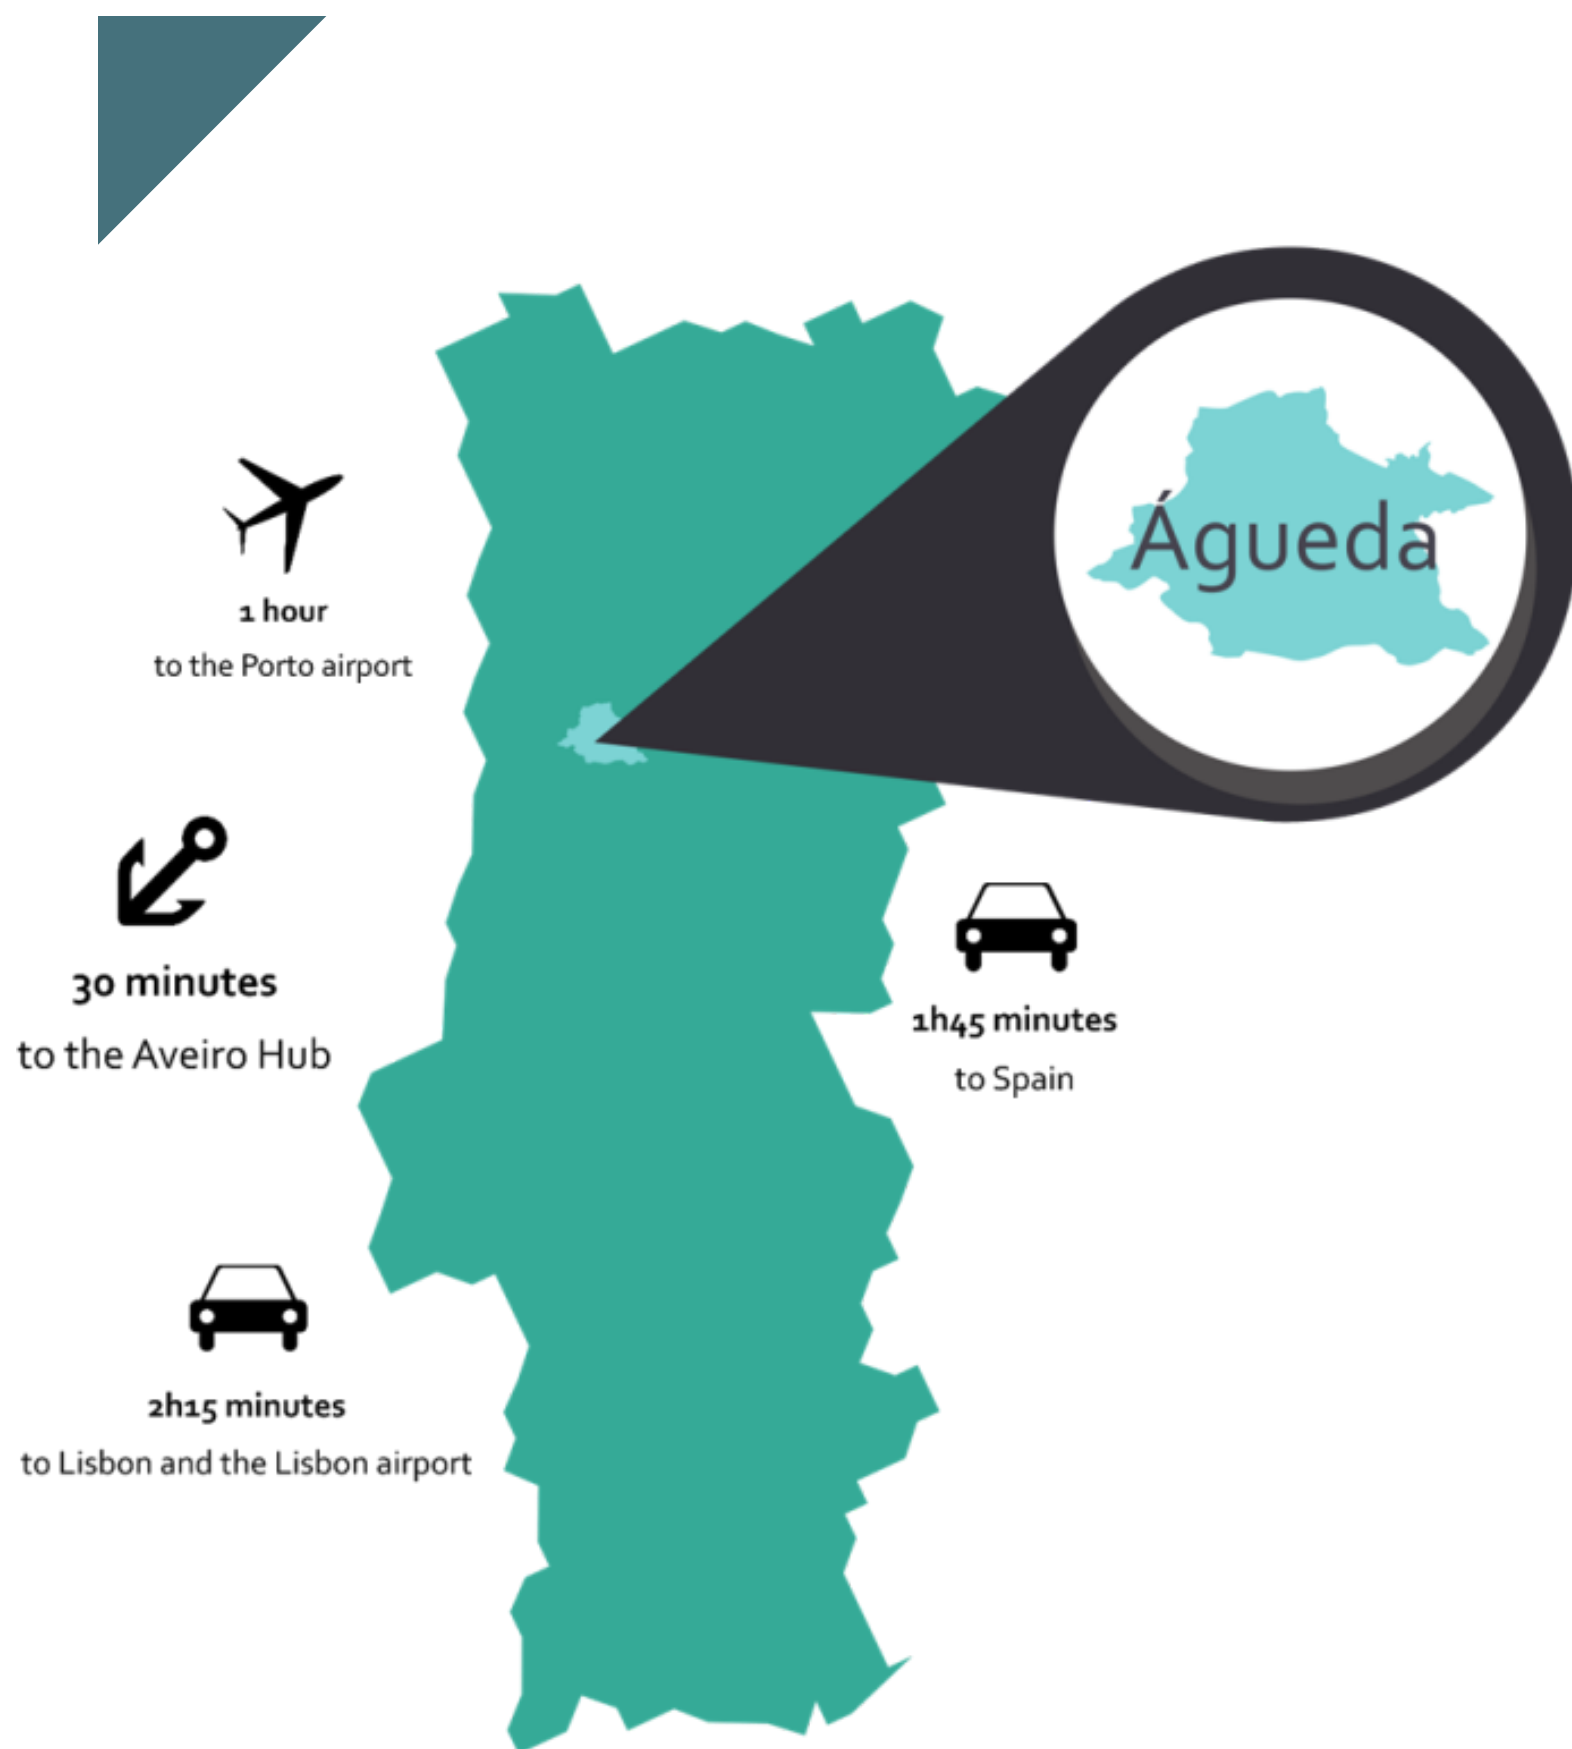 Águeda
1 hour
to the Porto airport
30 minutes
to the Aveiro Hub
1h45 minutes
to Spain
2h15 minutes
to Lisbon and the Lisbon airport